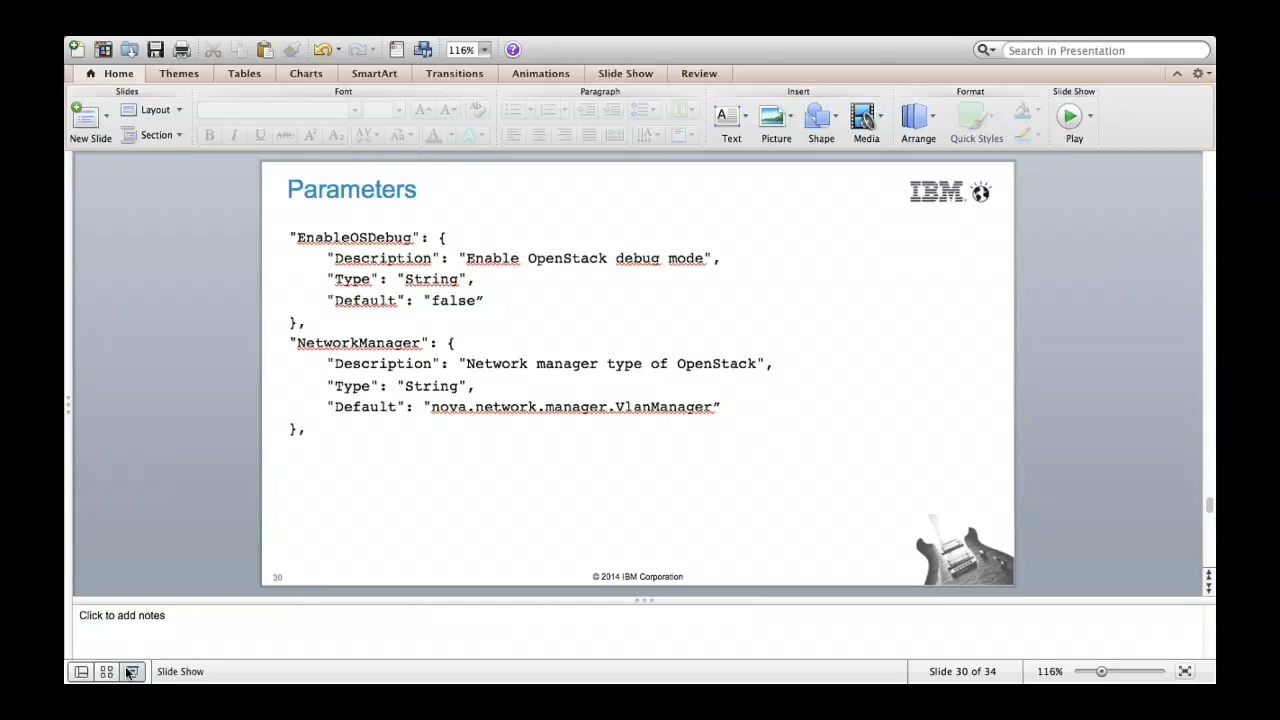 116%
Search in Presentation
Home Themes Tables Charts SmartArt Transitions Animations Slide Show Review
Slides Font Paragraph Insert Format Slide Show
New Slide
Layout
Section
Text Picture Shape Media Arrange Quick Styles Play
Parameters
IBM
"EnableOSDebug": {
"Description": "Enable OpenStack debug mode",
"Type": "String",
"Default": "false”
},
"NetworkManager": {
"Description": "Network manager type of OpenStack",
"Type": "String",
"Default": "nova.network.manager.VlanManager”
},
30
© 2014 IBM Corporation
Click to add notes
Slide Show
Slide 30 of 34
116%